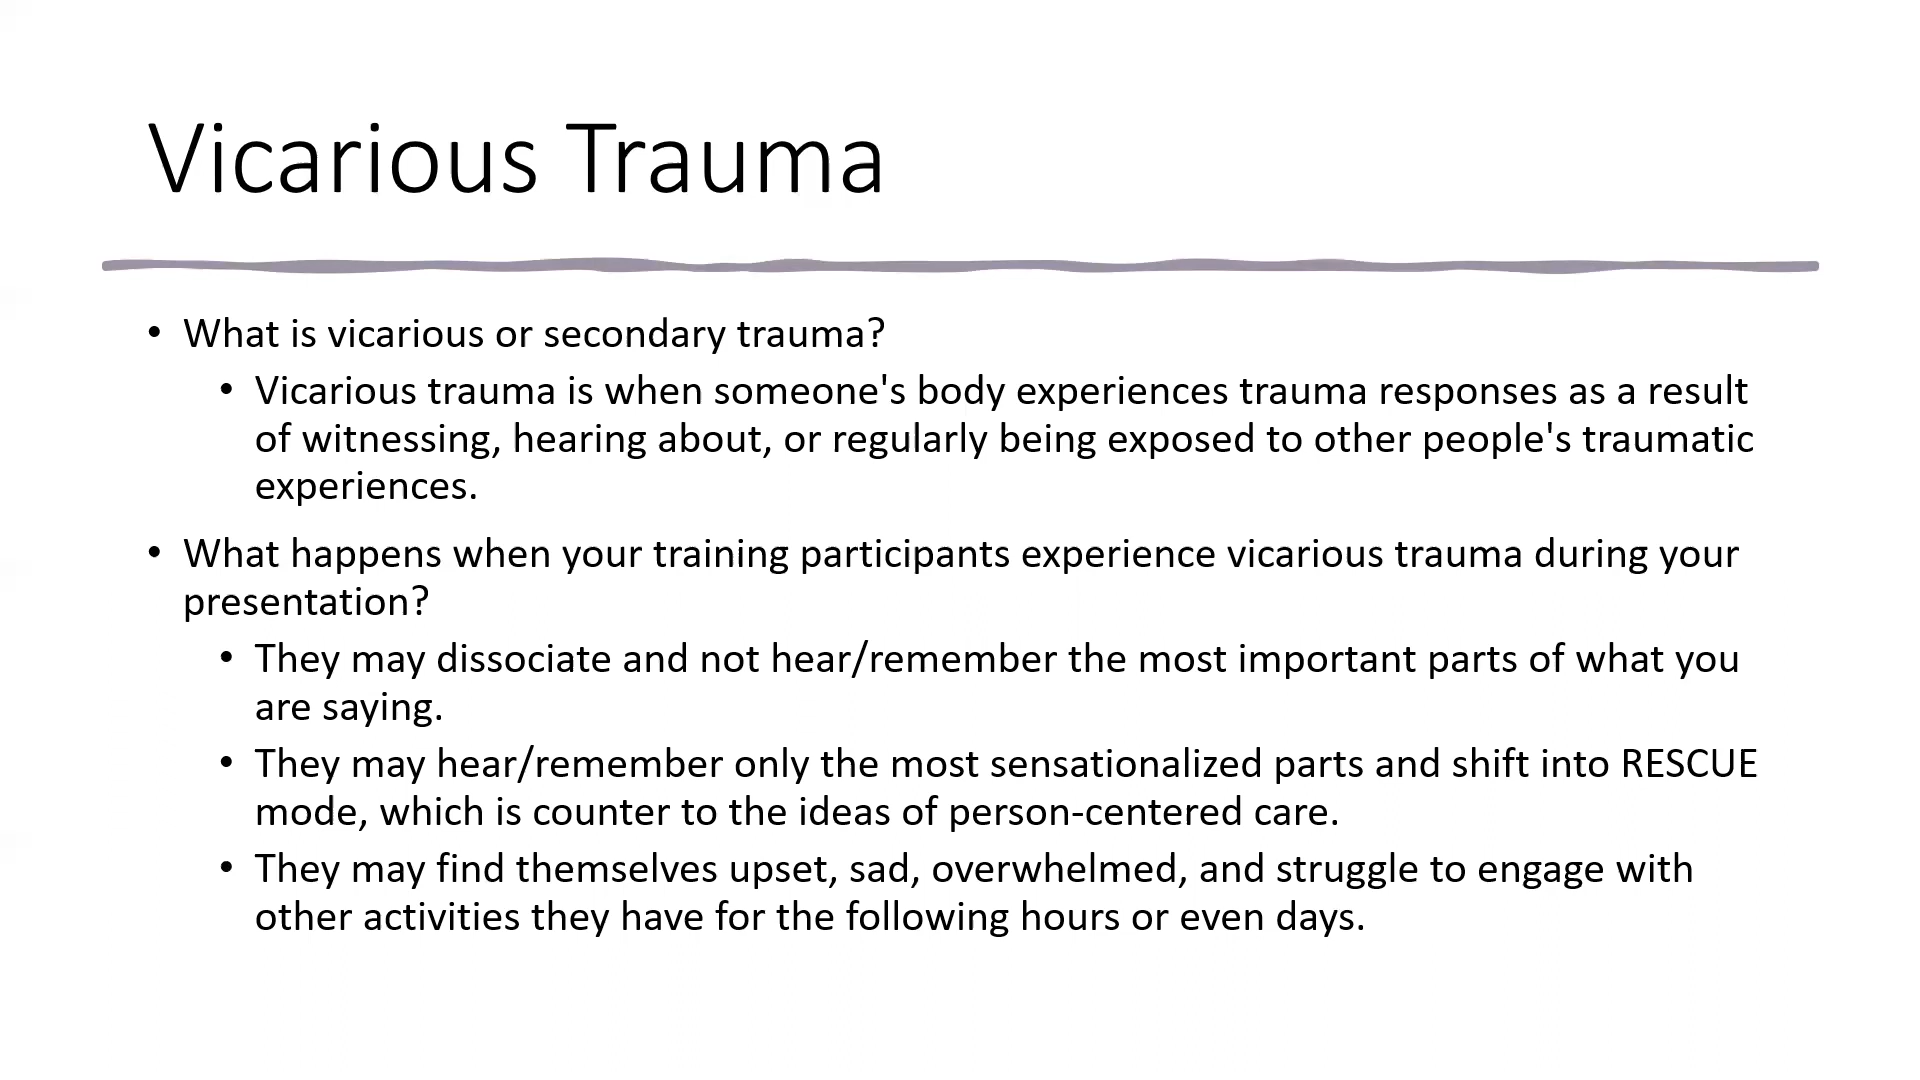 Vicarious Trauma
• What is vicarious or secondary trauma?
• Vicarious trauma is when someone's body experiences trauma responses as a result
of witnessing, hearing about, or regularly being exposed to other people's traumatic
experiences.
• What happens when your training participants experience vicarious trauma during your
presentation?
• They may dissociate and not hear/remember the most important parts of what you
are saying.
• They may hear/remember only the most sensationalized parts and shift into RESCUE
mode, which is counter to the ideas of person-centered care.
• They may find themselves upset, sad, overwhelmed, and struggle to engage with
other activities they have for the following hours or even days.